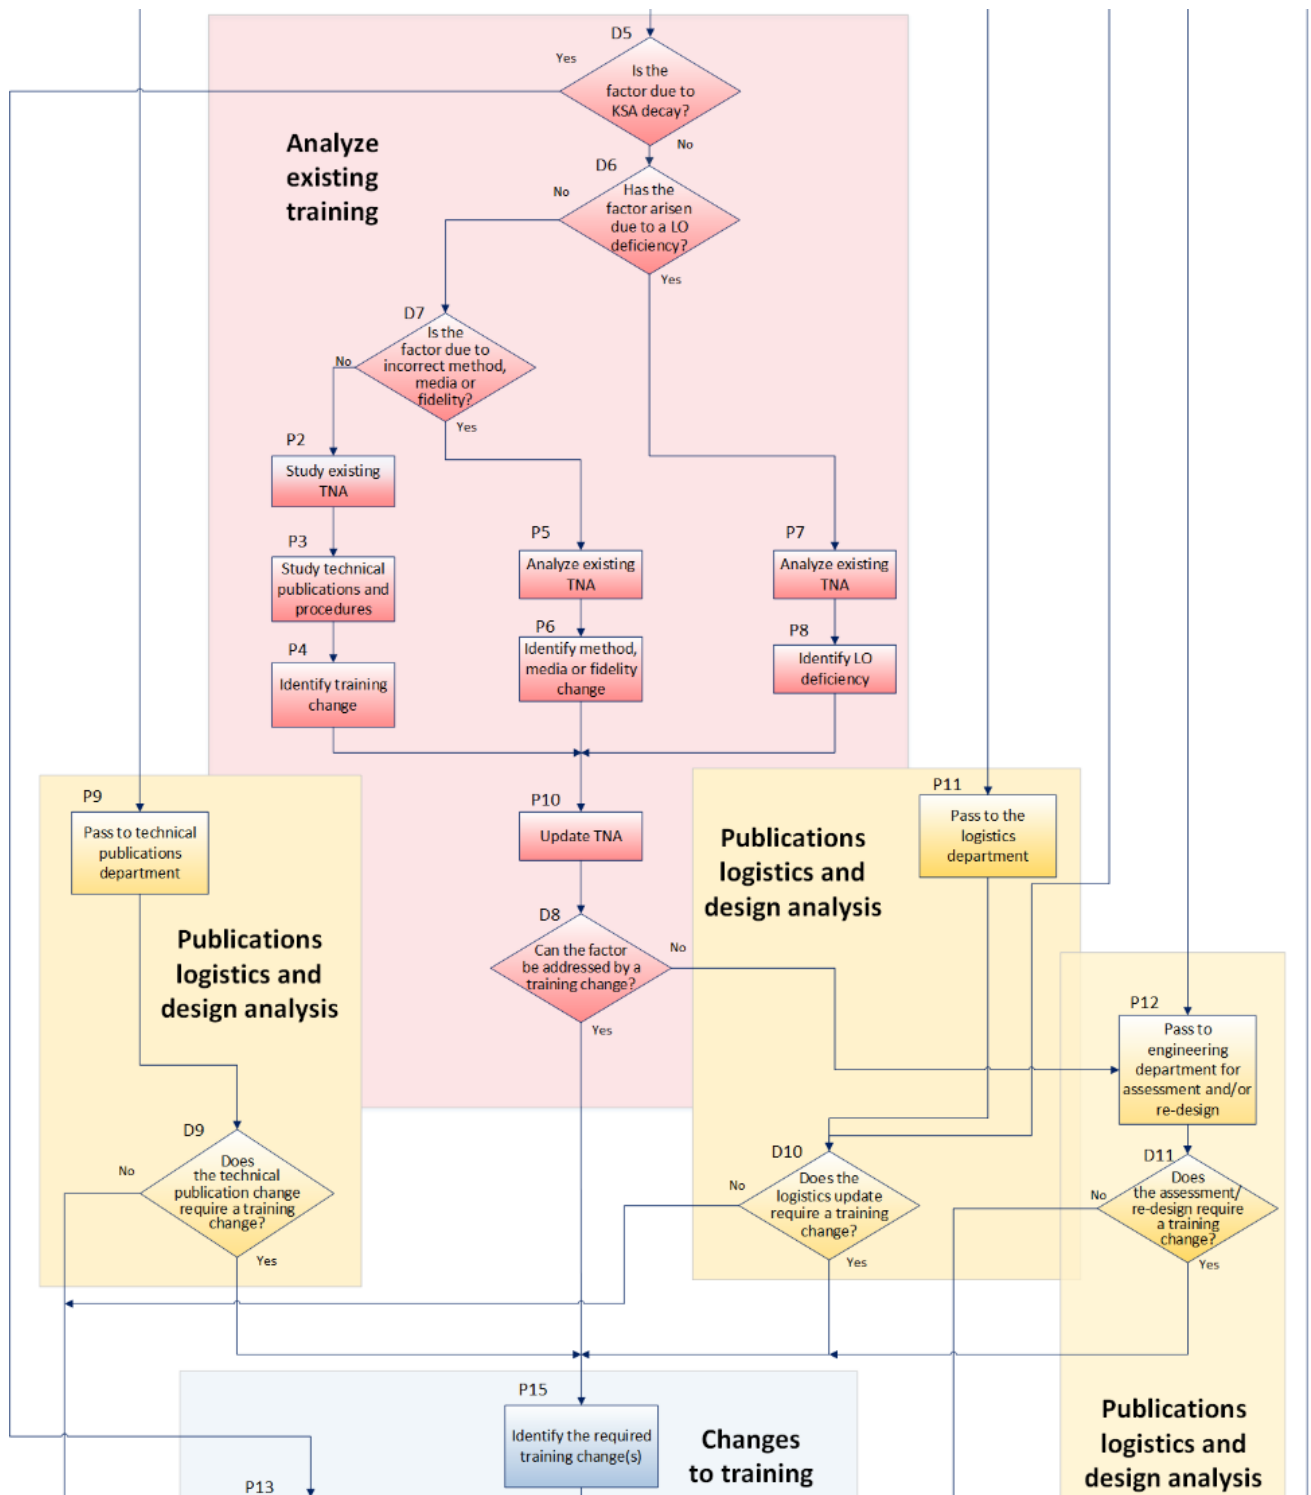 D5
Yes
Is the
factor due to
KSA decay?
No
Analyze
existing
training
D6
No
Has the
factor arisen
due to a LO
deficiency?
Yes
D7
Is the
factor due to
incorrect method,
media or
fidelity?
No
Yes
P2
Study existing
TNA
P3
Study technical
publications and
procedures
P4
Identify training
change
P5
Analyze existing
TNA
P6
Identify method,
media or fidelity
change
P7
Analyze existing
TNA
P8
Identify LO
deficiency
P9
Pass to technical
publications
department
Publications
logistics and
design analysis
P10
Update TNA
D8
Can the factor
be addressed by a
training change?
No
Yes
P11
Pass to the
logistics
department
Publications
logistics and
design analysis
P12
Pass to
engineering
department for
assessment and/or
re-design
D9
No
Does
the technical
publication change
require a training
change?
Yes
D10
No
Does the
logistics update
require a training
change?
Yes
D11
No
Does
the assessment/
re-design require
a training
change?
Yes
P15
Identify the required
training change(s)
Changes
to training
P13
Publications
logistics and
design analysis